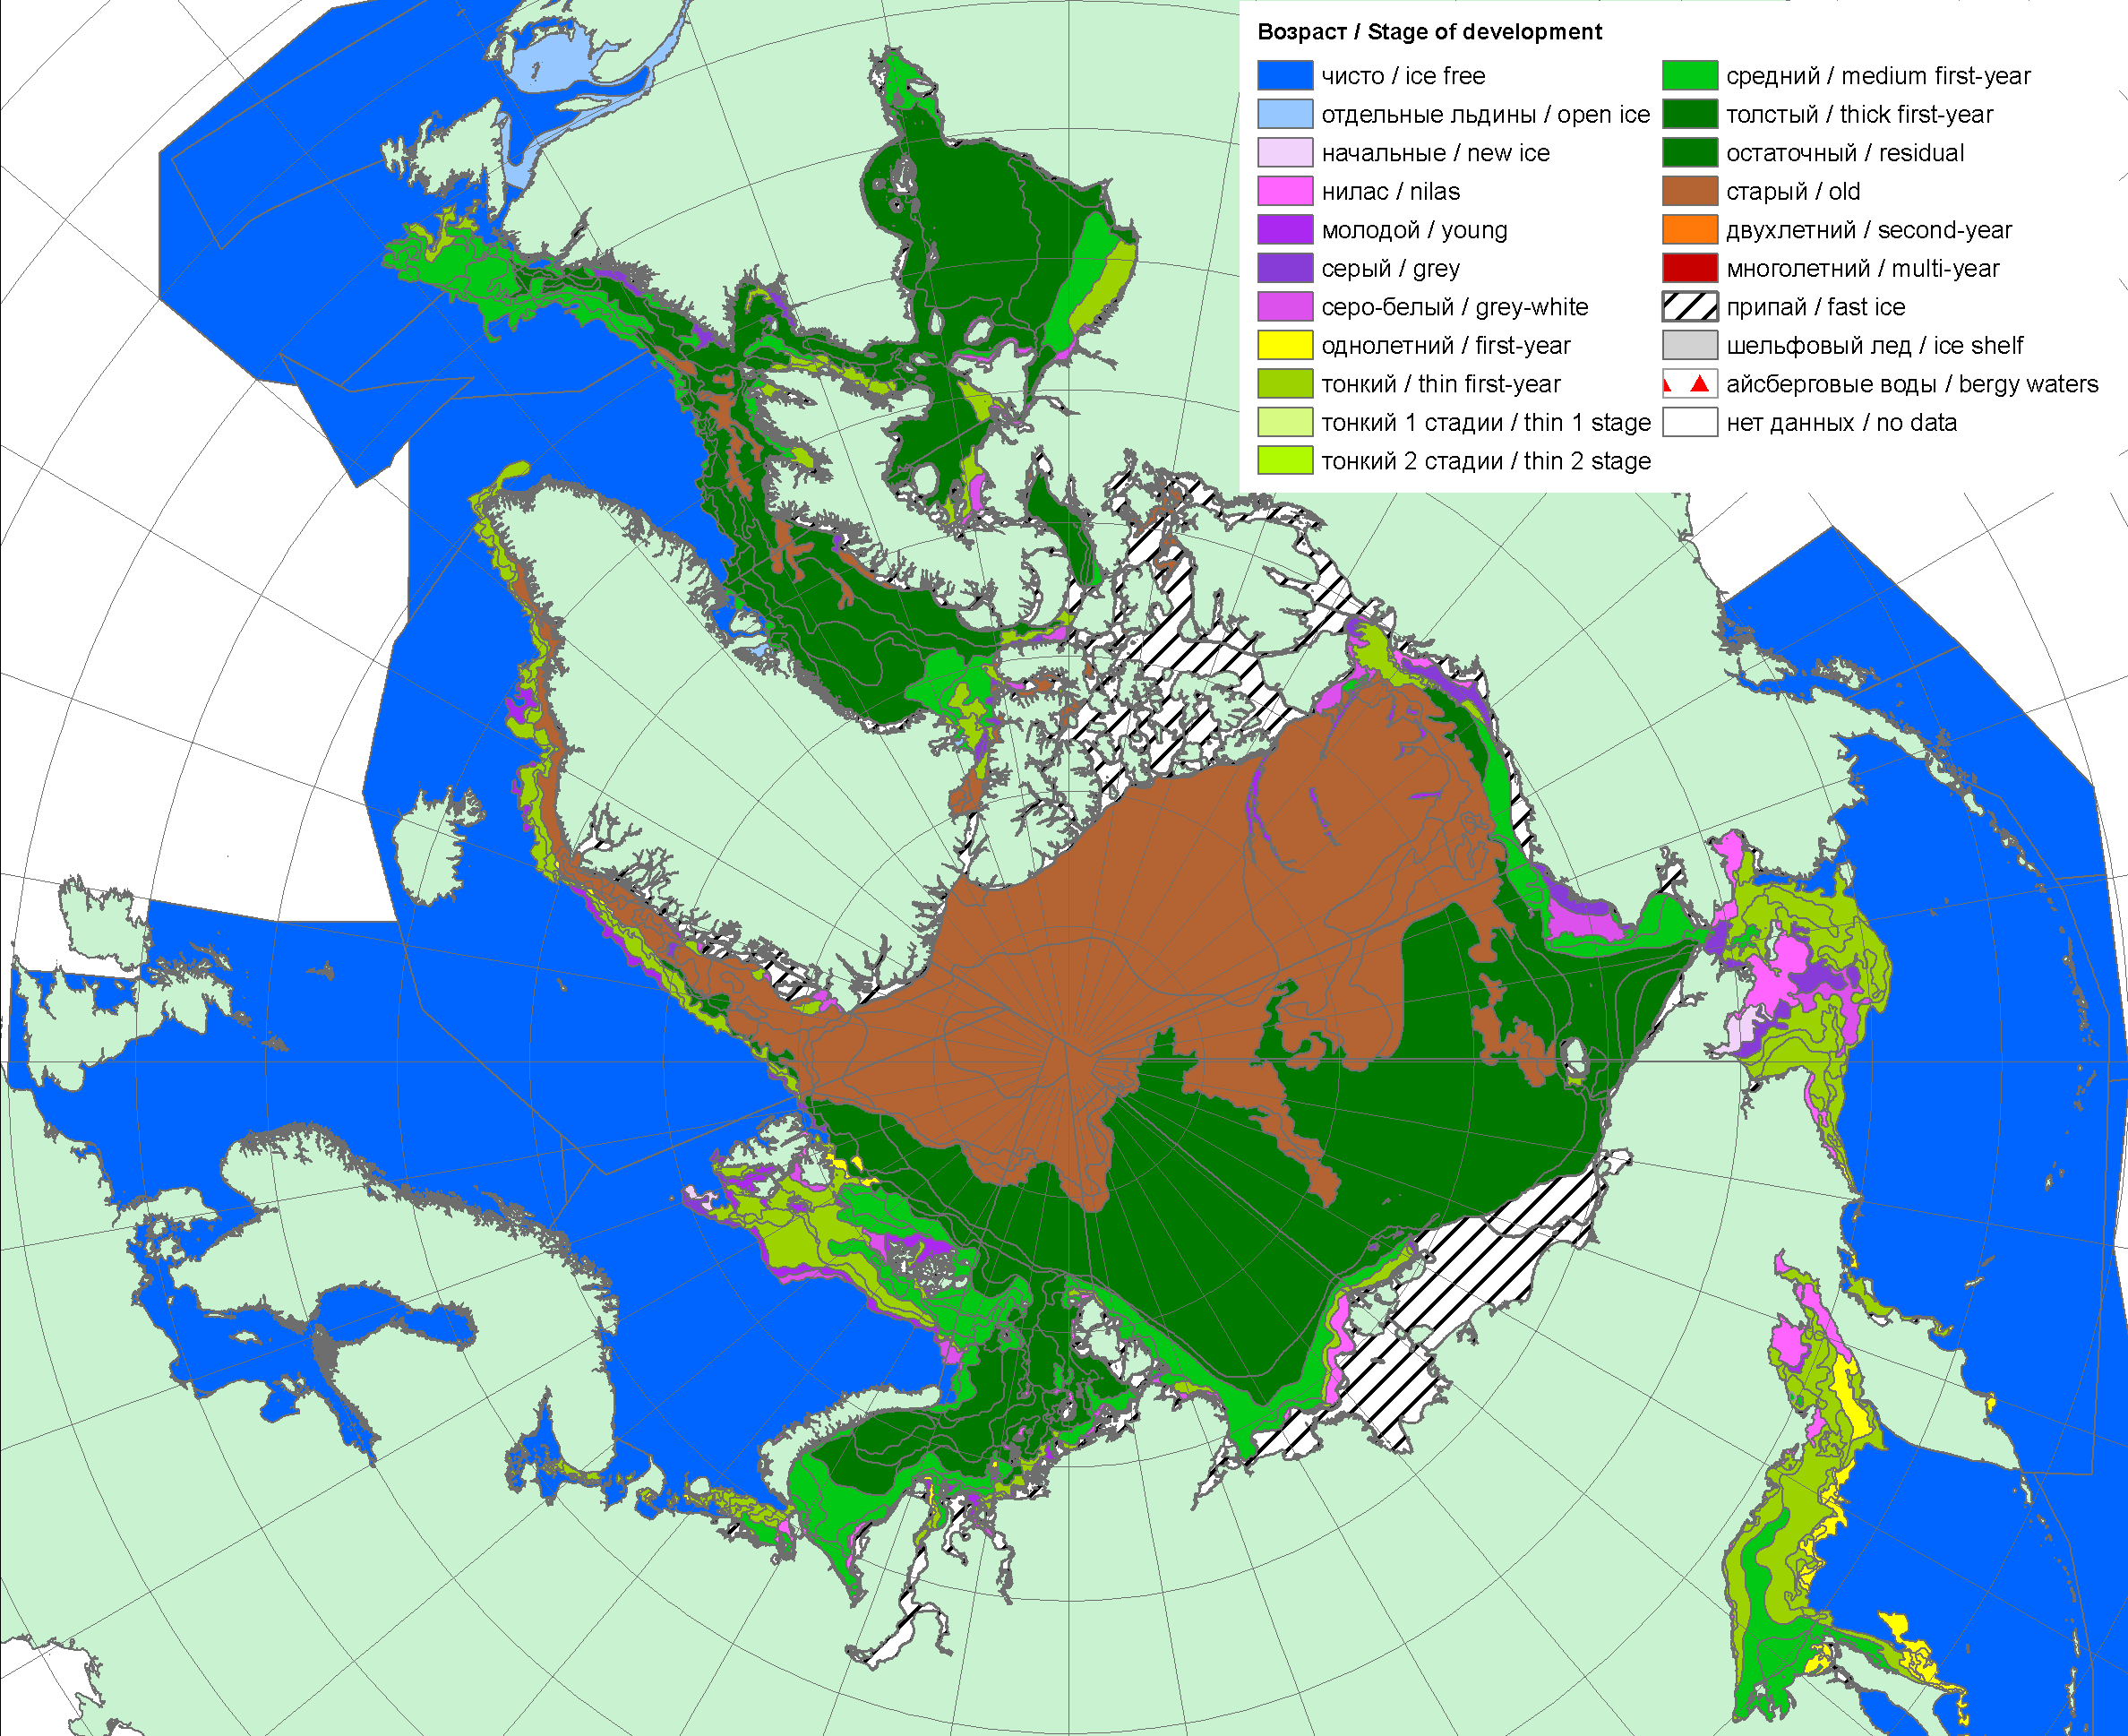 Возраст / Stage of development
чисто / ice free
отдельные льдины / open ice
начальные / new ice
нилас / nilas
молодой / young
серый / grey
серо-белый / grey-white
однолетний / first-year
тонкий / thin first-year
тонкий 1 стадии / thin 1 stage
тонкий 2 стадии / thin 2 stage
средний / medium first-year
толстый / thick first-year
остаточный / residual
старый / old
двухлетний / second-year
многолетний / multi-year
припай / fast ice
шельфовый лед / ice shelf
айсберговые воды / bergy waters
нет данных / no data